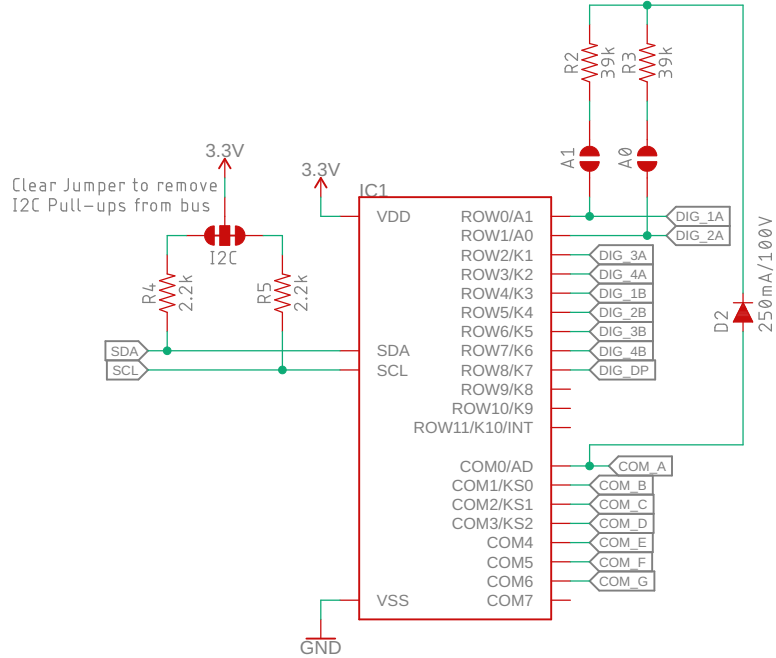 R2
39k
R3
39k
A1
A0
3.3V
3.3V
Clear Jumper to remove
I2C Pull-ups from bus
I2C
R4
2.2k
R5
2.2k
SDA
SCL
IC1
VDD
ROW0/A1
DIG_1A
ROW1/A0
DIG_2A
ROW2/K1
DIG_3A
ROW3/K2
DIG_4A
ROW4/K3
DIG_1B
ROW5/K4
DIG_2B
ROW6/K5
DIG_3B
SDA
ROW7/K6
DIG_4B
SCL
ROW8/K7
DIG_DP
ROW9/K8
ROW10/K9
ROW11/K10/INT
D2
250mA/100V
COM0/AD
COM_A
COM1/KS0
COM_B
COM2/KS1
COM_C
COM3/KS2
COM_D
COM4
COM_E
COM5
COM_F
COM6
COM_G
VSS
COM7
GND